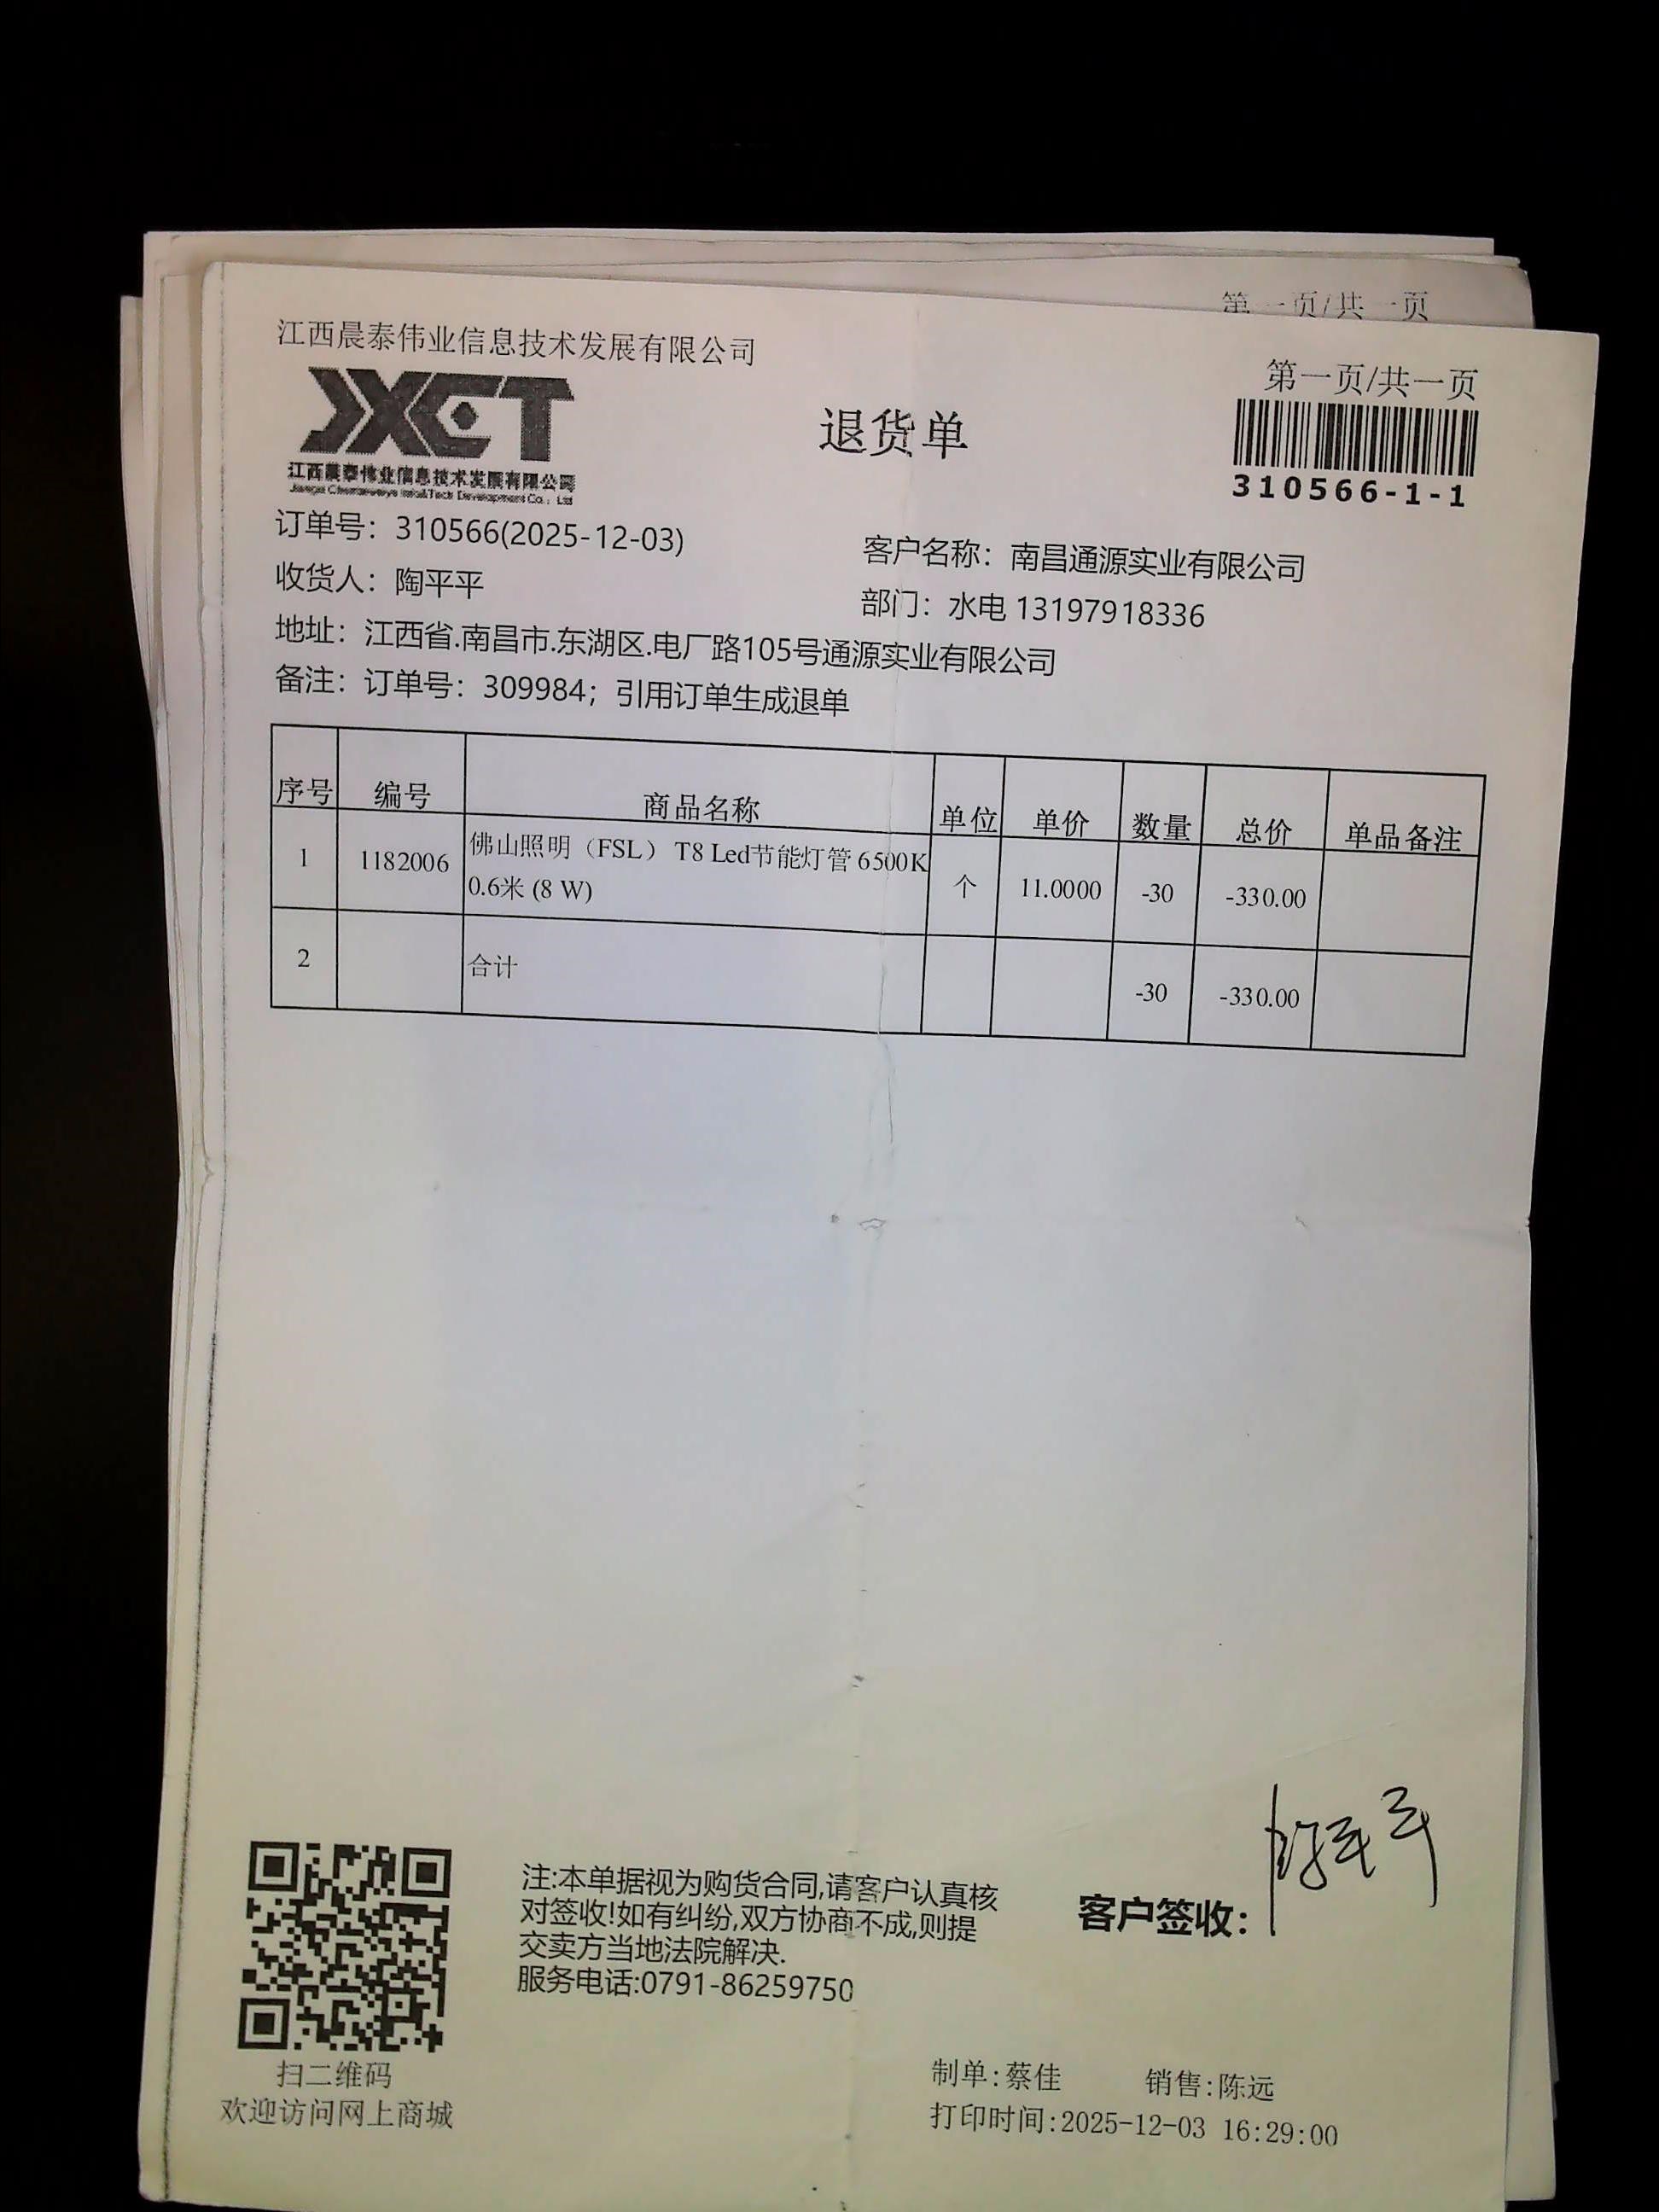 第一页/共一页
江西晨泰伟业信息技术发展有限公司
第一页/共一页
JXCT
江西晨泰伟业信息技术发展有限公司
退货单
310566-1-1
订单号：310566(2025-12-03)
客户名称：南昌通源实业有限公司
收货人：陶平平
部门：水电 13197918336
地址：江西省.南昌市.东湖区.电厂路105号通源实业有限公司
备注：订单号：309984；引用订单生成退单
序号 编号 商品名称 单位 单价 数量 总价 单品备注
1 1182006 佛山照明（FSL） T8 Led节能灯管 6500K 0.6米 (8 W) 个 11.0000 -30 -330.00
2 合计 -30 -330.00
注:本单据视为购货合同,请客户认真核
对签收!如有纠纷,双方协商不成,则提
交卖方当地法院解决.
服务电话:0791-86259750
客户签收：陶平平
扫二维码
欢迎访问网上商城
制单:蔡佳 销售:陈远
打印时间:2025-12-03 16:29:00